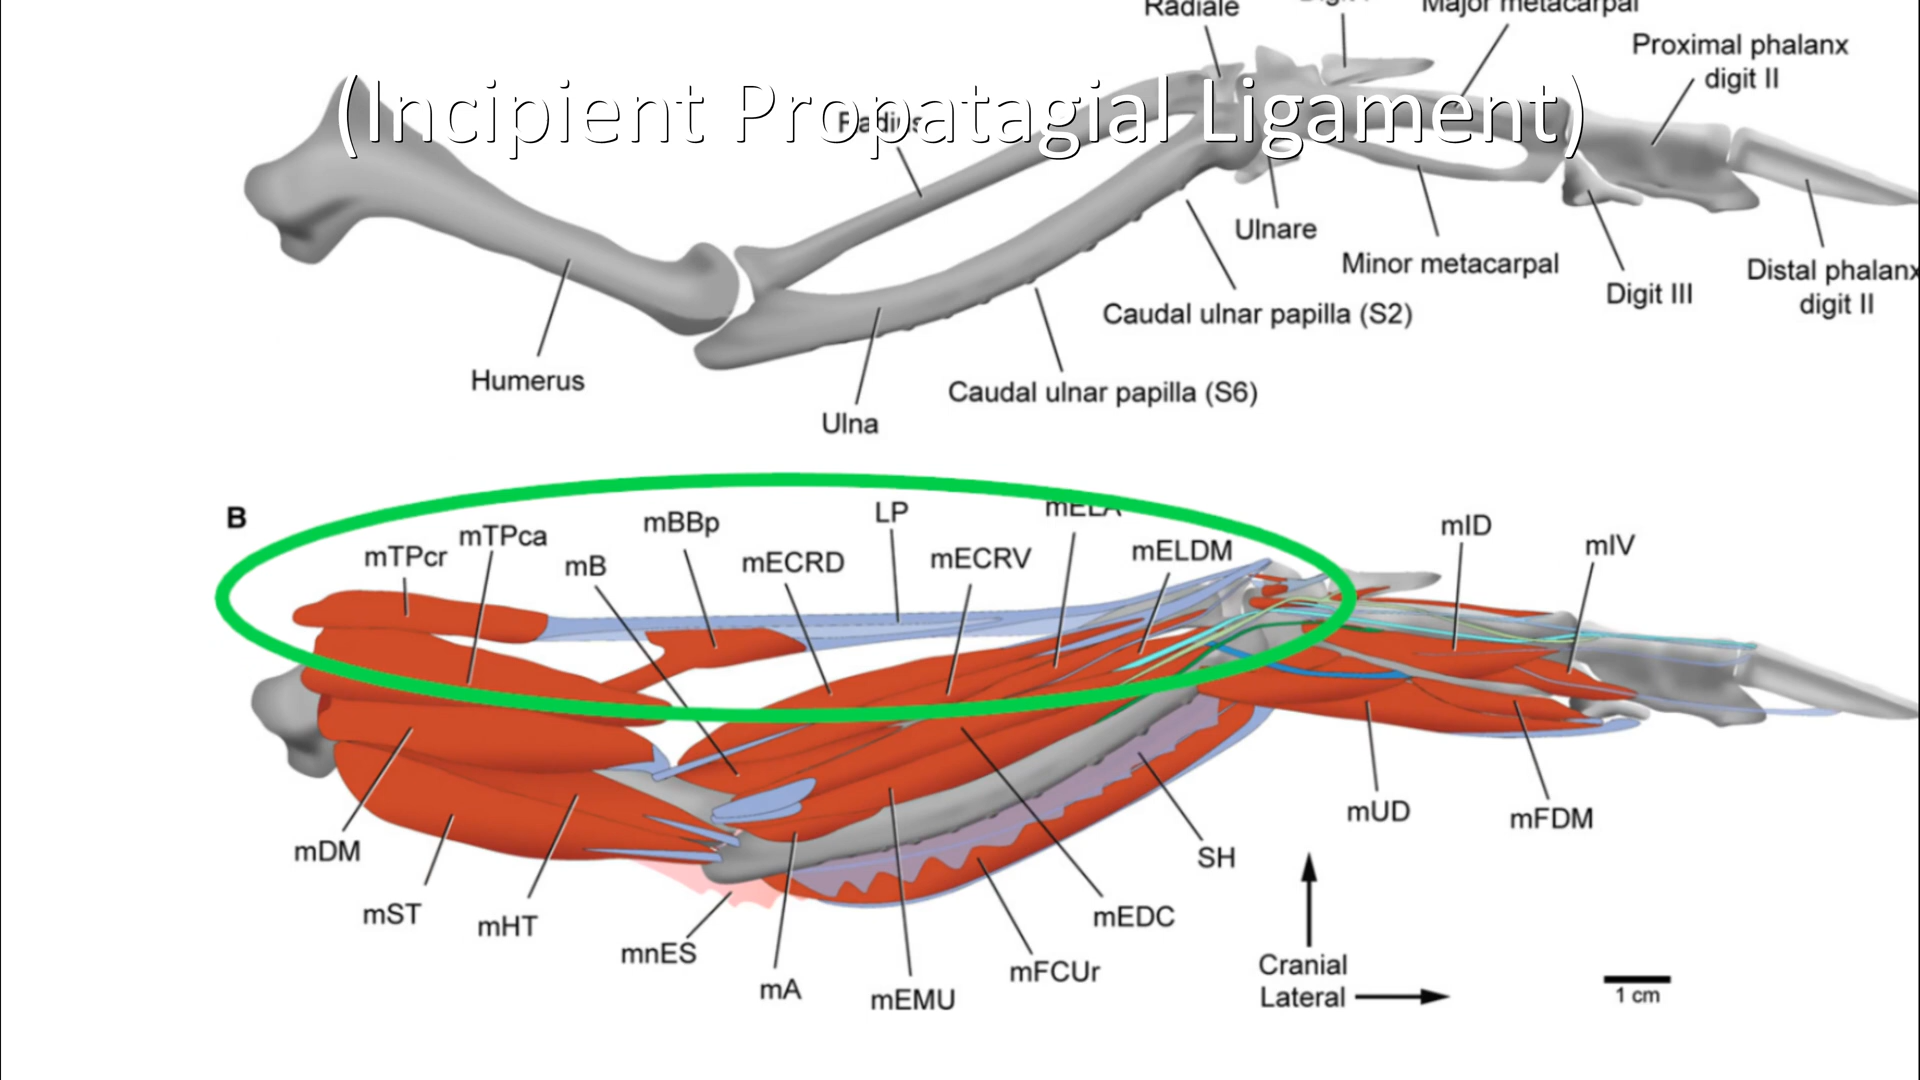 Radiale
Major metacarpal
Proximal phalanx
digit II
(Incipient Propatagial Ligament)
Radius
Ulnare
Minor metacarpal
Digit III
Distal phalanx
digit II
Caudal ulnar papilla (S2)
Humerus
Caudal ulnar papilla (S6)
Ulna
B
mTPcr
mTPca
mB
mBBp
mECRD
LP
mECRV
mELDM
mID
mIV
mDM
mST
mHT
mnES
mA
mEMU
mFCUr
mEDC
SH
mUD
mFDM
Cranial
Lateral
1 cm